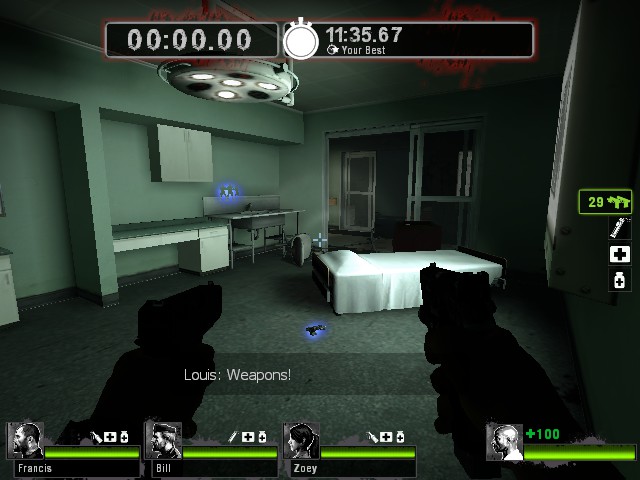 00:00.00
11:35.67
Your Best
29
Louis: Weapons!
+100
Francis
Bill
Zoey